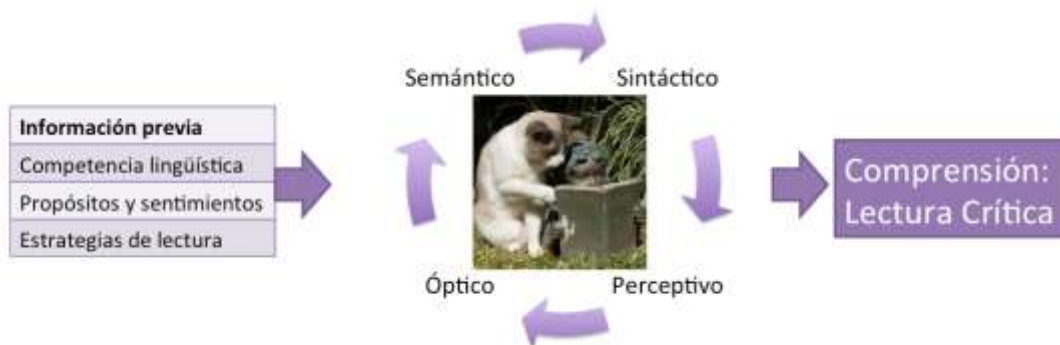 Información previa
Competencia lingüística
Propósitos y sentimientos
Estrategias de lectura
Semántico
Sintáctico
Óptico
Perceptivo
Comprensión:
Lectura Crítica